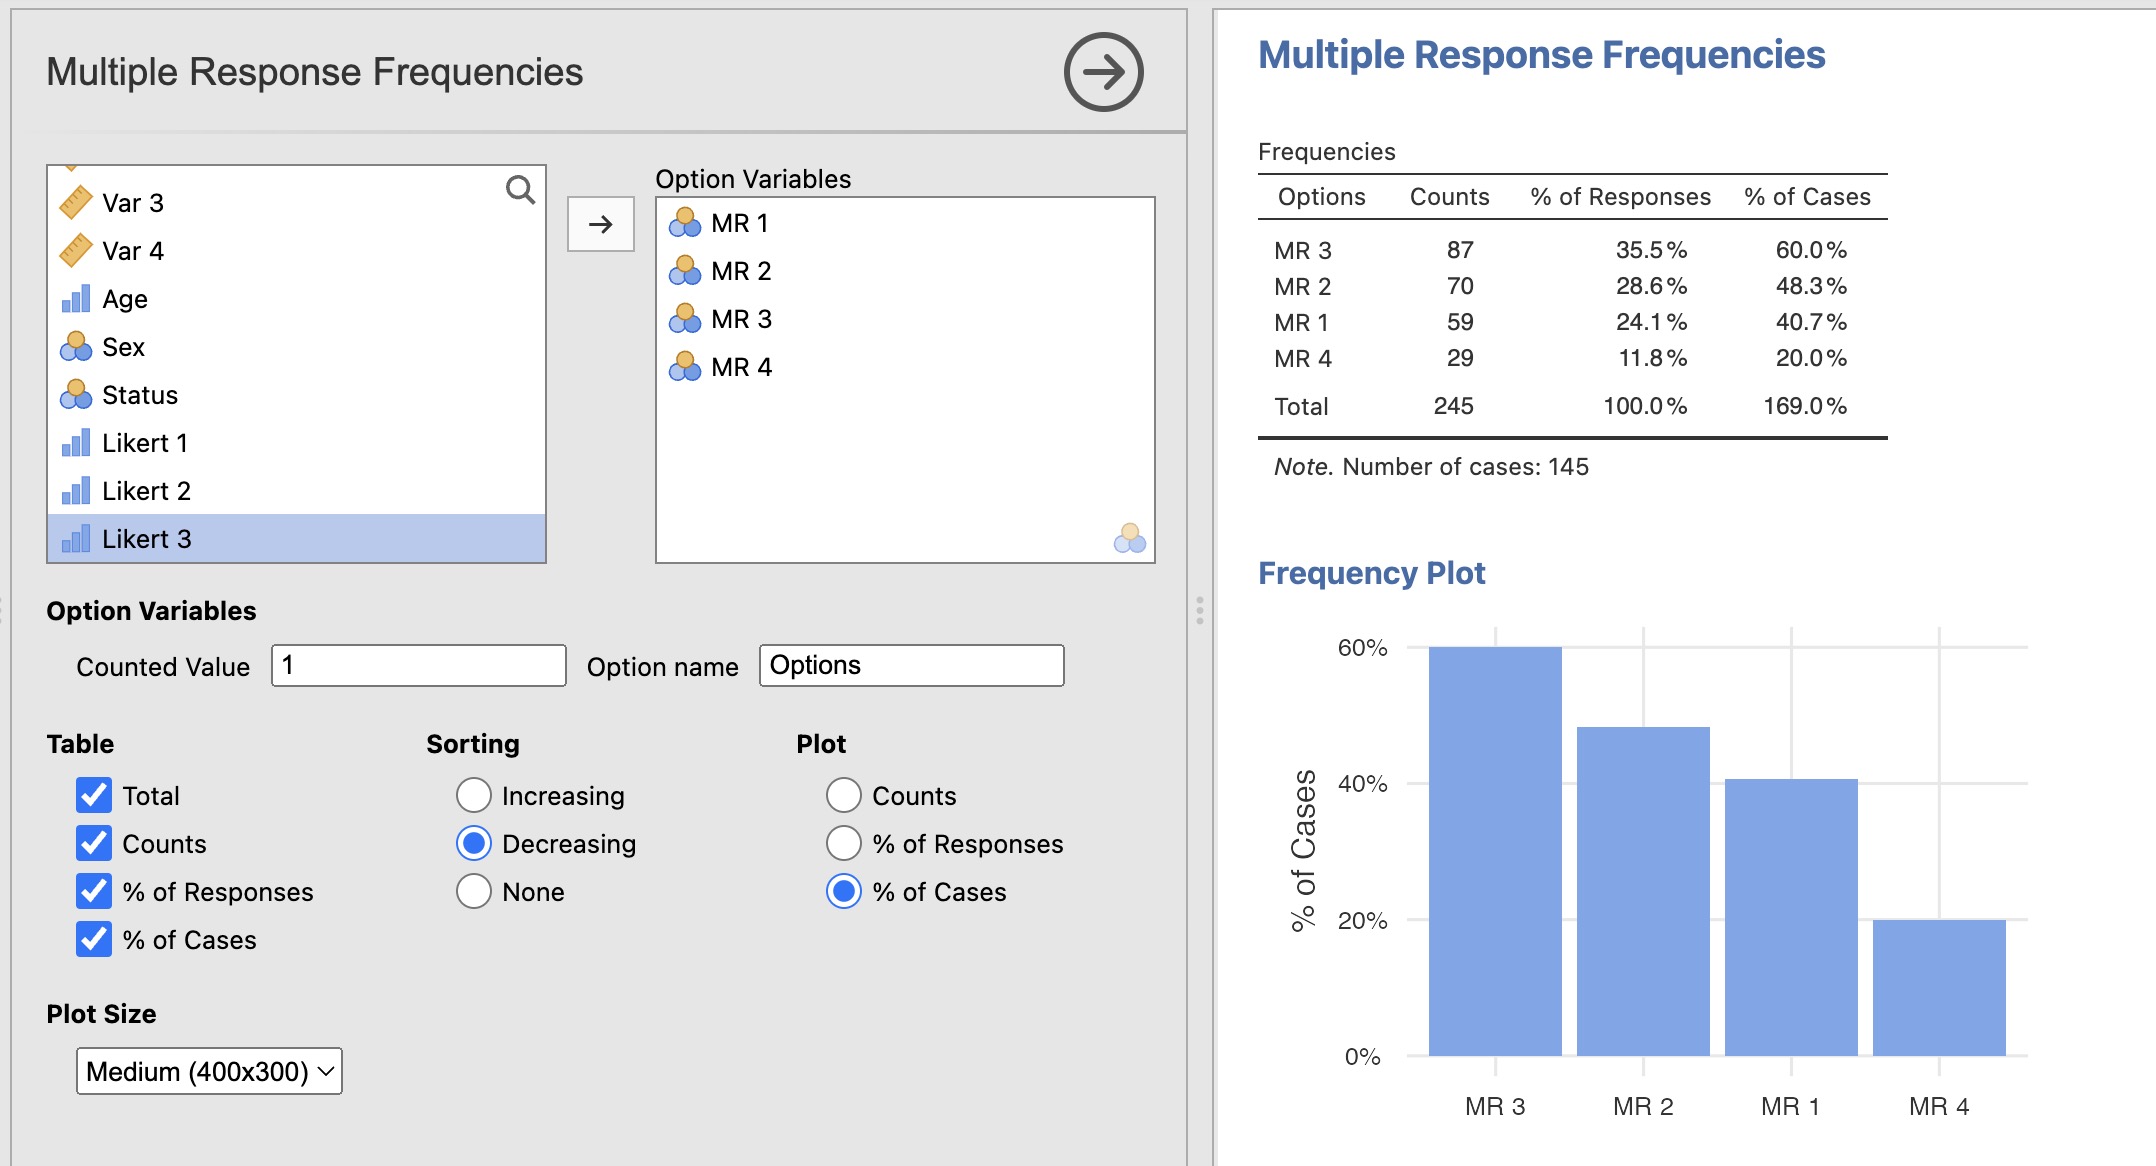 Multiple Response Frequencies
Var 3
Var 4
Age
Sex
Status
Likert 1
Likert 2
Likert 3
Option Variables
MR 1
MR 2
MR 3
MR 4
Option Variables
Counted Value 1 Option name Options
Table
Total
Counts
% of Responses
% of Cases
Sorting
Increasing
Decreasing
None
Plot
Counts
% of Responses
% of Cases
Plot Size
Medium (400x300)
Multiple Response Frequencies
Frequencies
Options Counts % of Responses % of Cases
MR 3 87 35.5% 60.0%
MR 2 70 28.6% 48.3%
MR 1 59 24.1% 40.7%
MR 4 29 11.8% 20.0%
Total 245 100.0% 169.0%
Note. Number of cases: 145
Frequency Plot
% of Cases
60%
40%
20%
0%
MR 3 MR 2 MR 1 MR 4